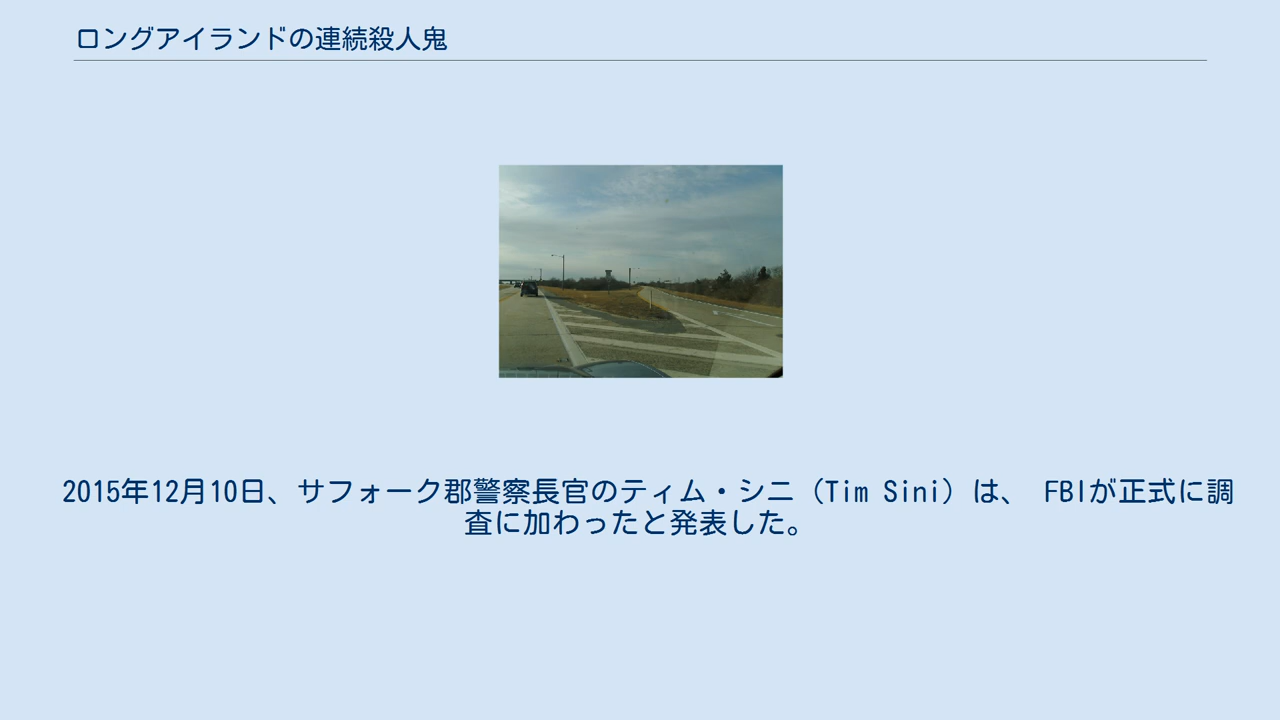 ロングアイランドの連続殺人鬼
2015年12月10日、サフォーク郡警察長官のティム・シニ（Tim Sini）は、 FBIが正式に調
査に加わったと発表した。